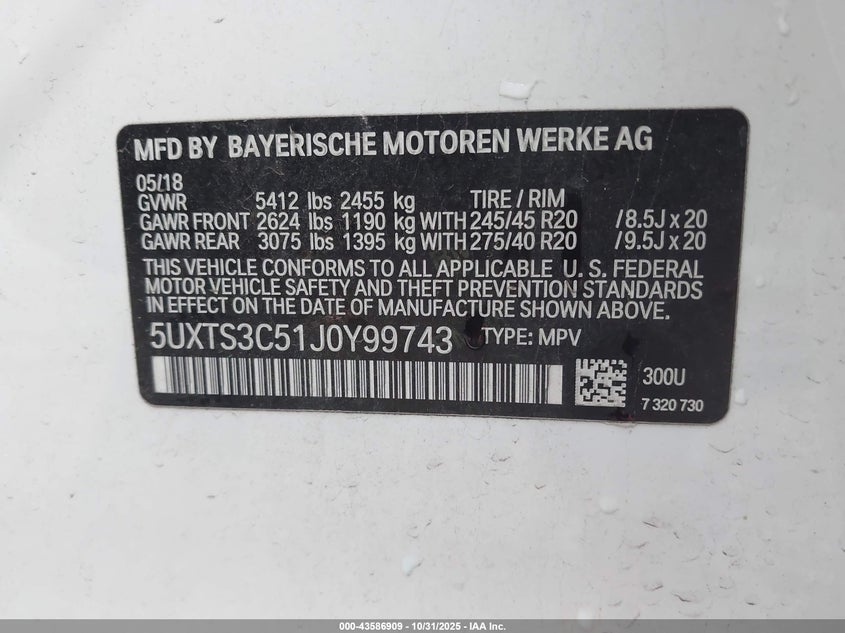 MFD BY BAYERISCHE MOTOREN WERKE AG
05/18
GVWR 5412 lbs 2455 kg TIRE / RIM
GAWR FRONT 2624 lbs 1190 kg WITH 245/45 R20 /8.5J x 20
GAWR REAR 3075 lbs 1395 kg WITH 275/40 R20 /9.5J x 20
THIS VEHICLE CONFORMS TO ALL APPLICABLE U. S. FEDERAL
MOTOR VEHICLE SAFETY AND THEFT PREVENTION STANDARDS
IN EFFECT ON THE DATE OF MANUFACTURE SHOWN ABOVE.
5UXTS3C51J0Y99743 TYPE: MPV
300U
7 320 730
000-43586909 - 10/31/2025 - IAA Inc.